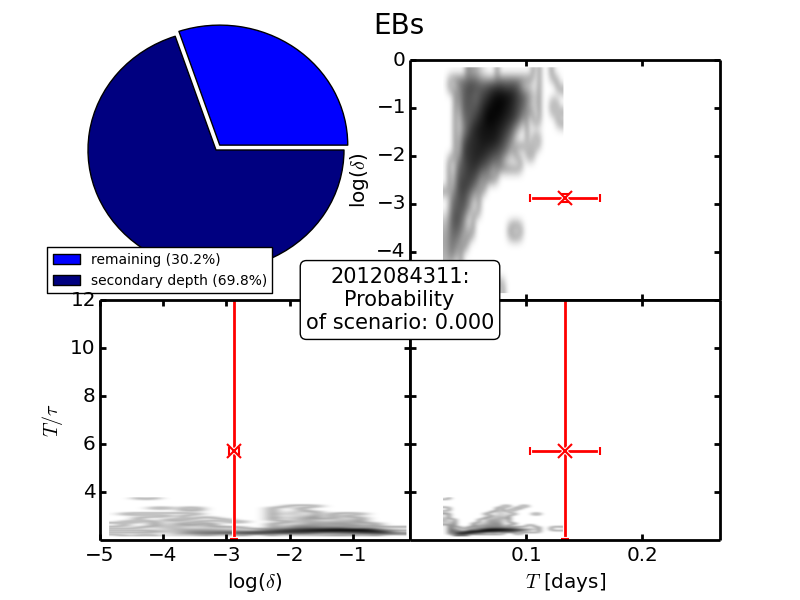 EBs
0
−1
−2
−3
−4
log(δ)
remaining (30.2%)
secondary depth (69.8%)
2012084311:
Probability
of scenario: 0.000
12
10
8
6
4
T/τ
−5
−4
−3
−2
−1
log(δ)
0.1
0.2
T [days]